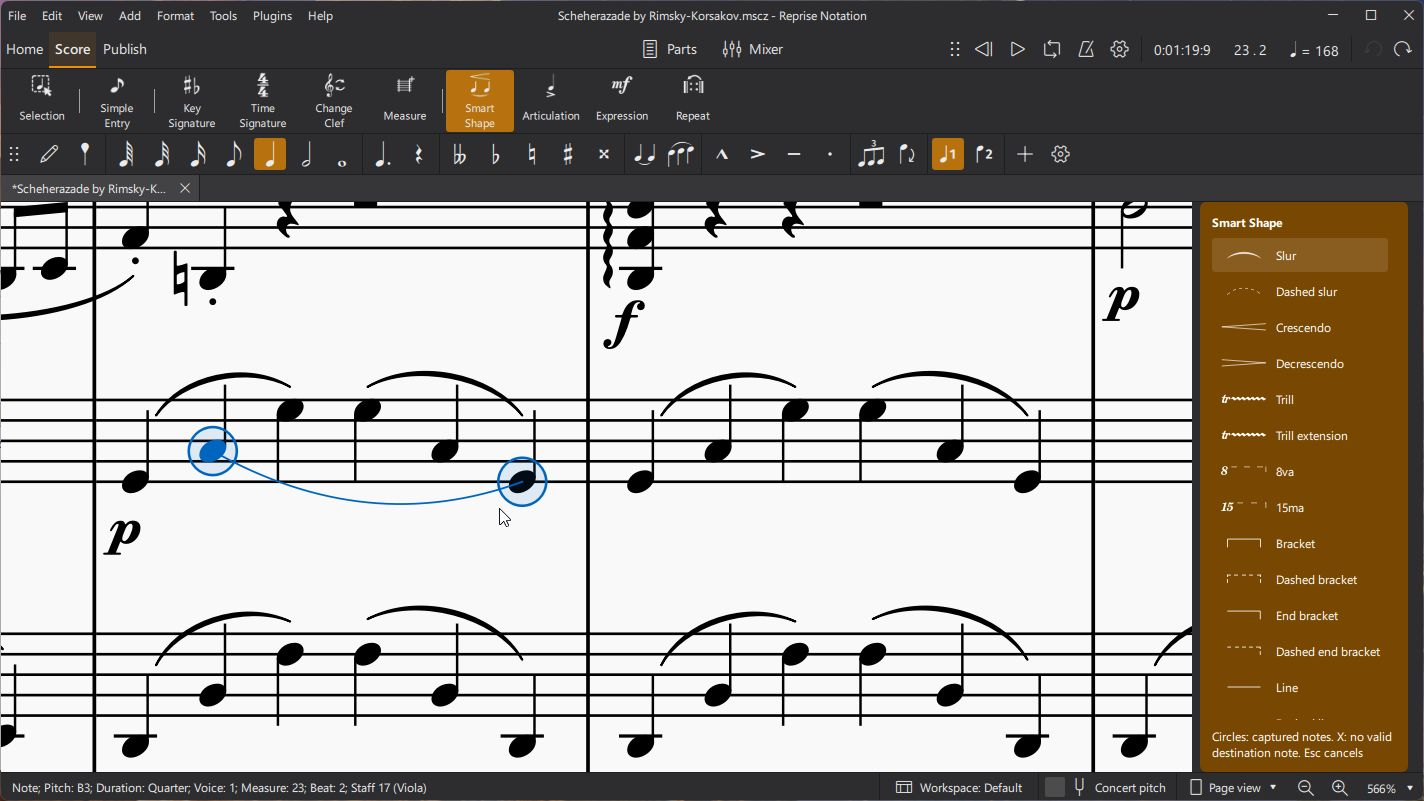 File Edit View Add Format Tools Plugins Help
Scheherazade by Rimsky-Korsakov.mscz - Reprise Notation
Home Score Publish
Parts Mixer
0:01:19:9 23 . 2 = 168
Selection
Simple
Entry
Key
Signature
Time
Signature
Change
Clef
Measure
Smart
Shape
Articulation
mf
Expression
Repeat
3
1
2
*Scheherazade by Rimsky-K...
f
p
p
Smart Shape
Slur
Dashed slur
Crescendo
Decrescendo
tr Trill
tr Trill extension
8 8va
15 15ma
Bracket
Dashed bracket
End bracket
Dashed end bracket
Line
Circles: captured notes. X: no valid
destination note. Esc cancels
Note; Pitch: B3; Duration: Quarter; Voice: 1; Measure: 23; Beat: 2; Staff 17 (Viola)
Workspace: Default
Concert pitch
Page view
566%